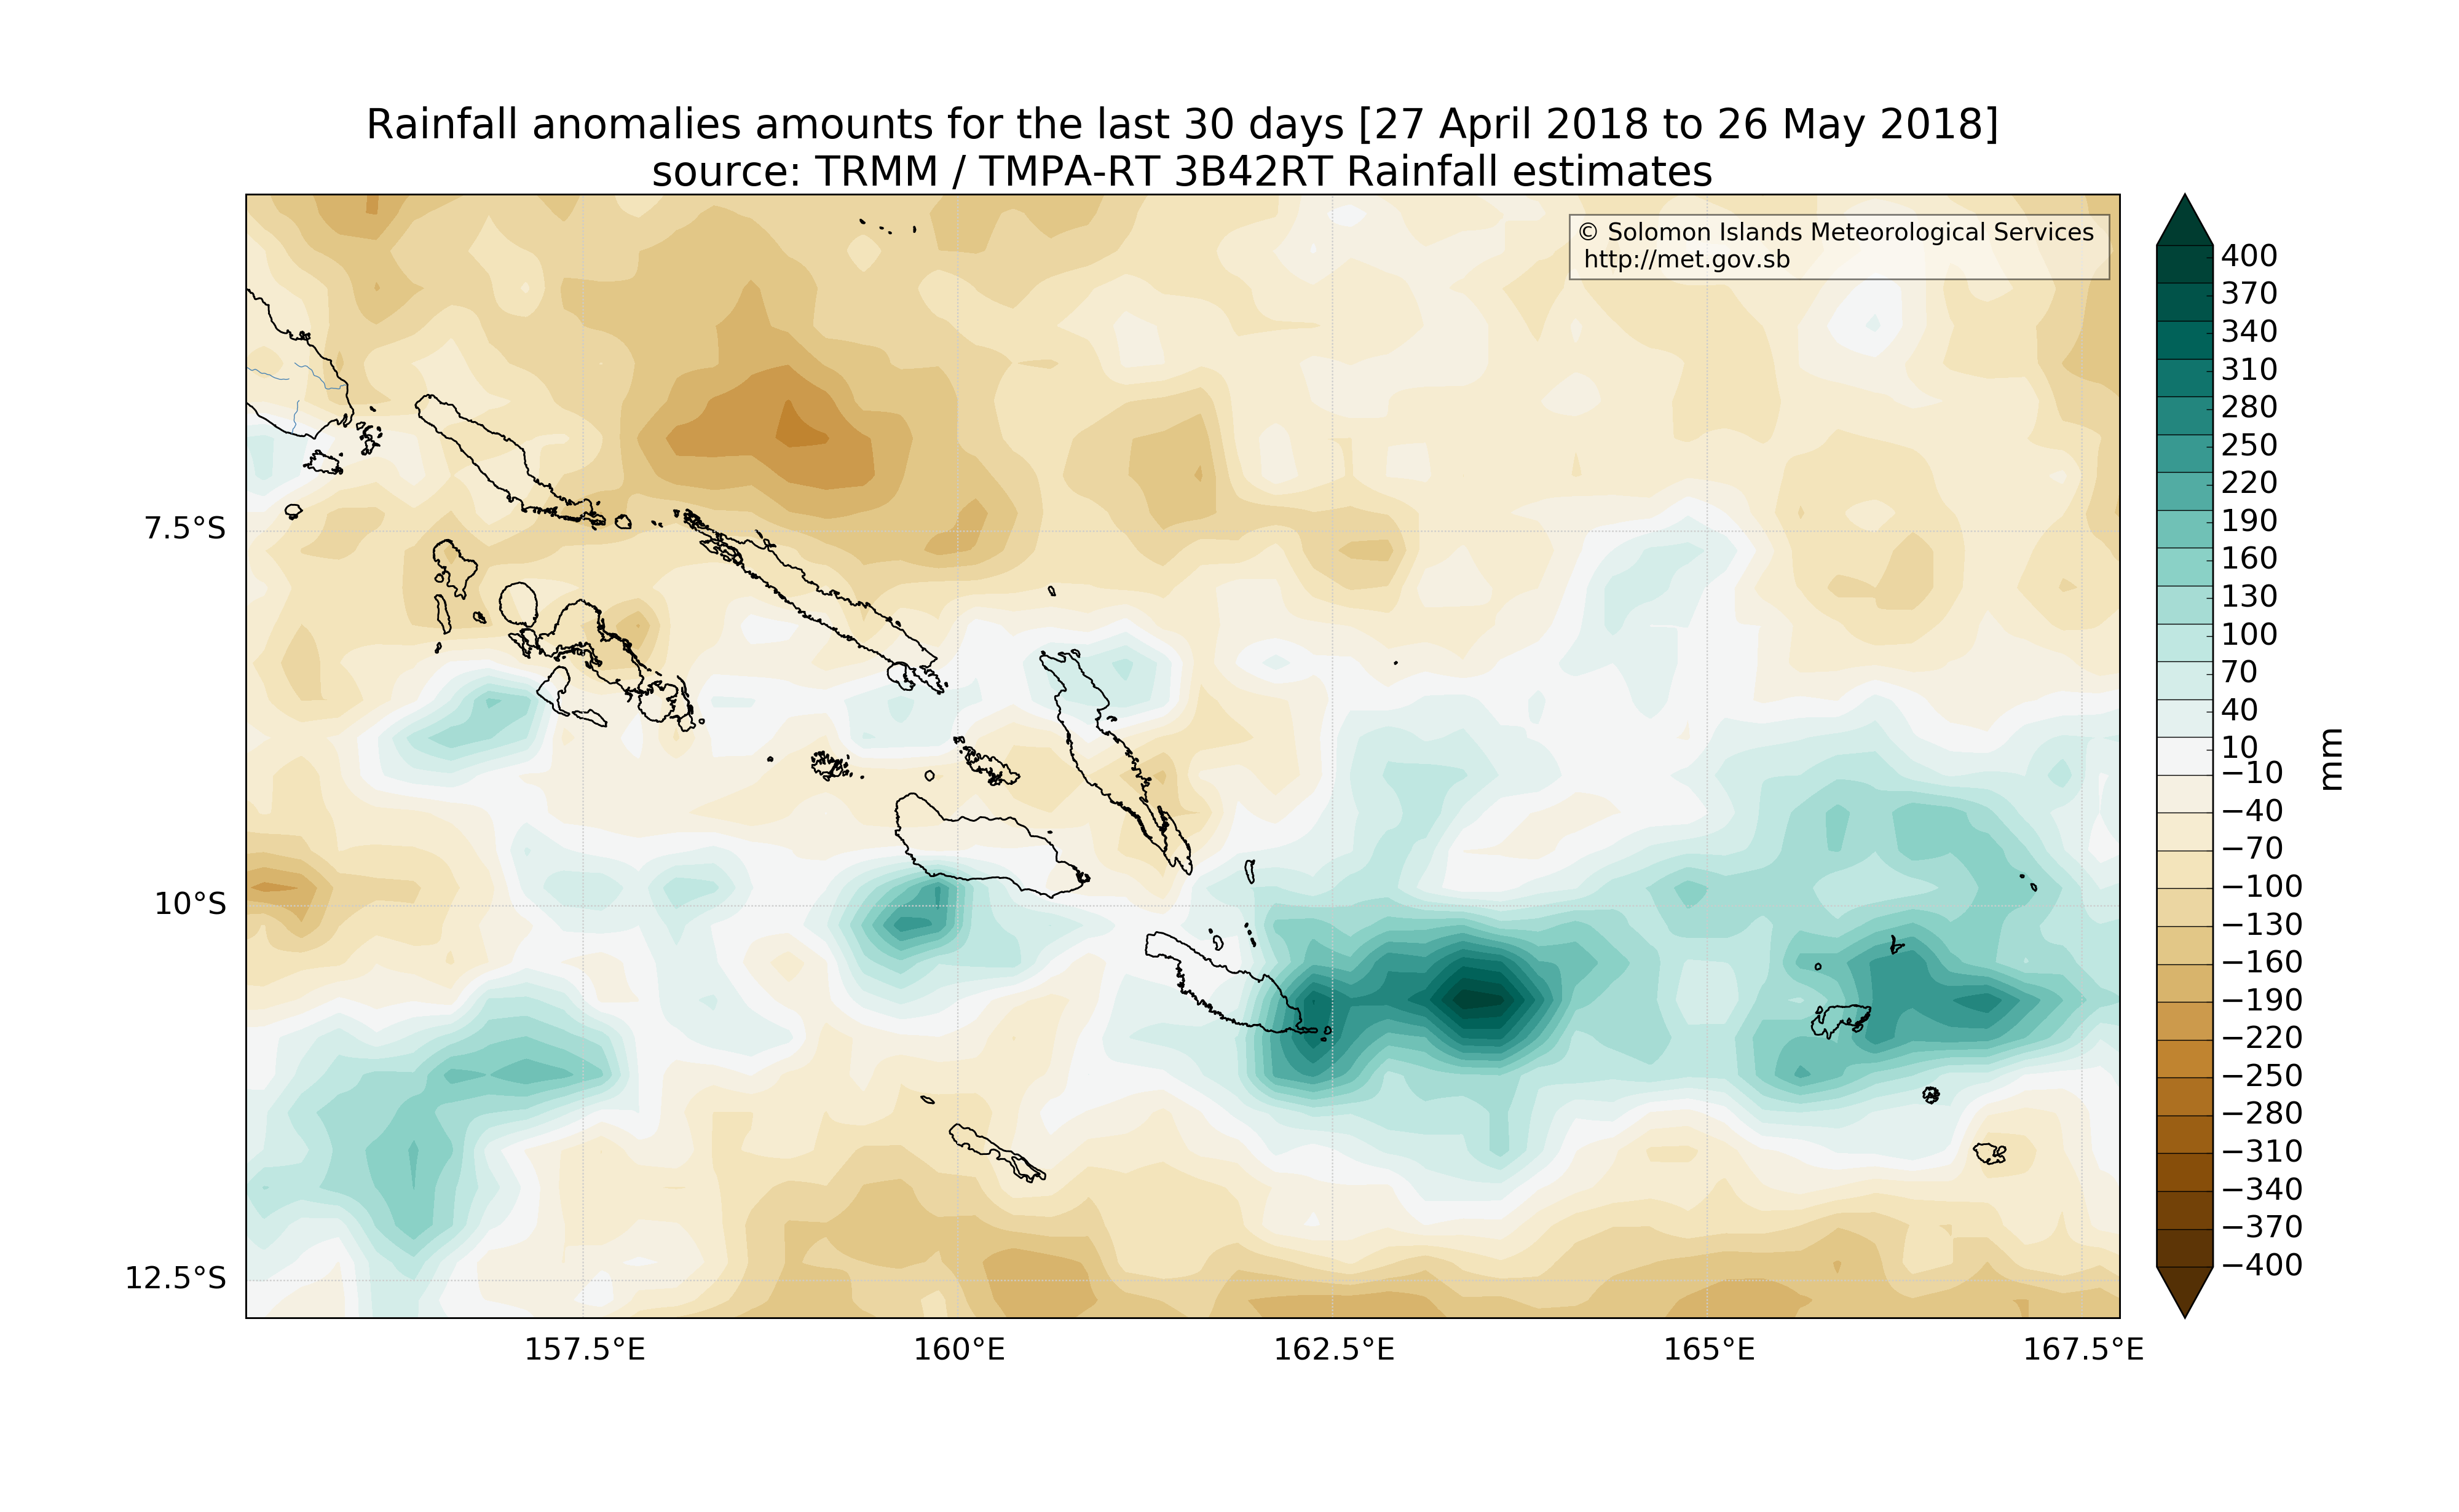 Rainfall anomalies amounts for the last 30 days [27 April 2018 to 26 May 2018]
source: TRMM / TMPA-RT 3B42RT Rainfall estimates
© Solomon Islands Meteorological Services
http://met.gov.sb
7.5°S
10°S
12.5°S
157.5°E
160°E
162.5°E
165°E
167.5°E
400
370
340
310
280
250
220
190
160
130
100
70
40
10
−10
−40
−70
−100
−130
−160
−190
−220
−250
−280
−310
−340
−370
−400
mm